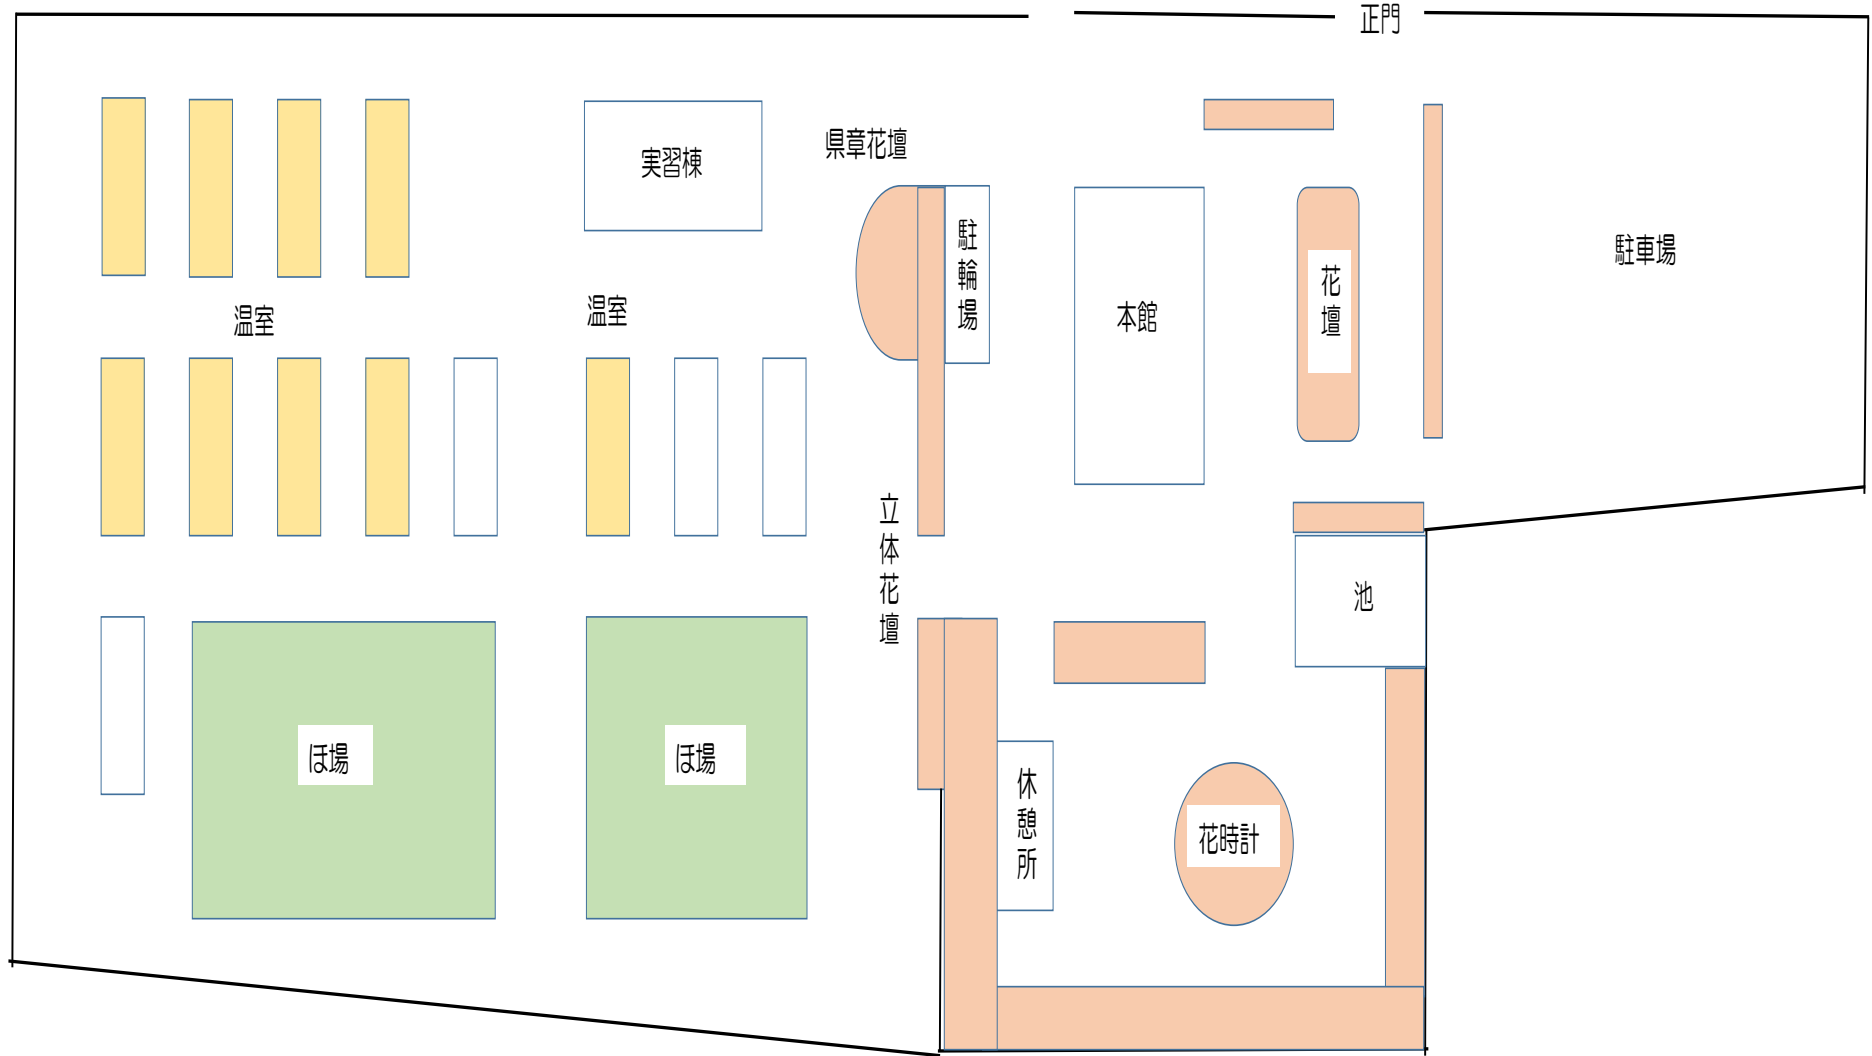 正門
県章花壇
実習棟
駐輪場
駐車場
花壇
本館
温室
温室
立体花壇
池
ほ場
ほ場
休憩所
花時計